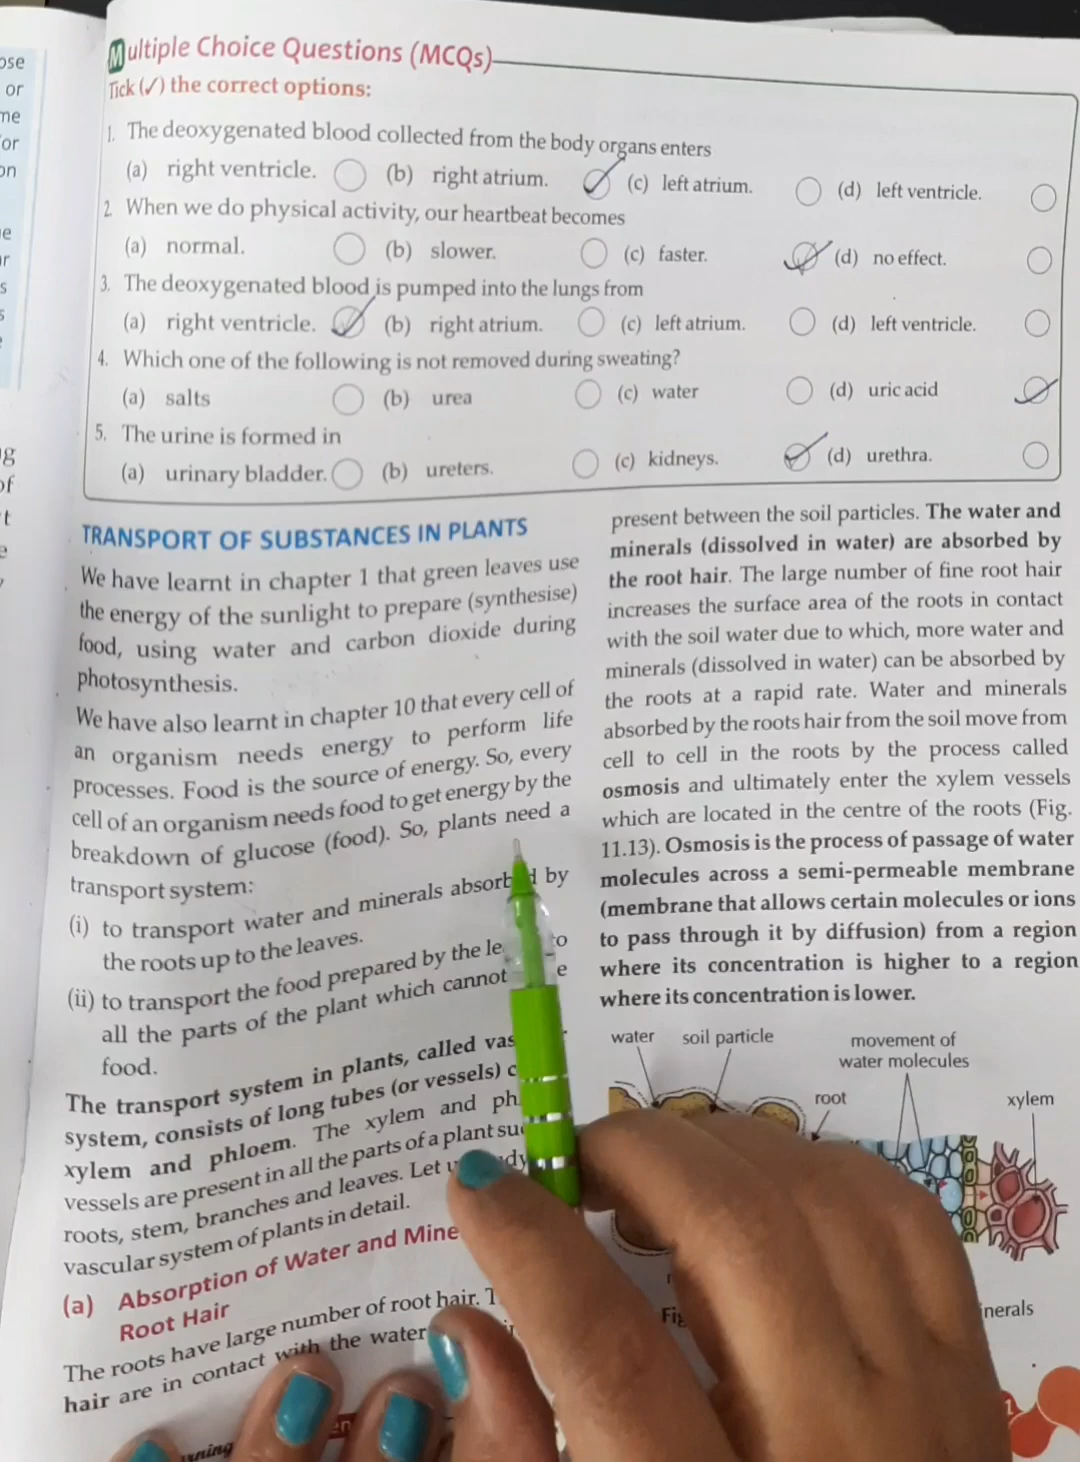 ose
or
me
or
on
Multiple Choice Questions (MCQs)
Tick (✓) the correct options:
1. The deoxygenated blood collected from the body organs enters
(a) right ventricle. (b) right atrium. (c) left atrium. (d) left ventricle.
2. When we do physical activity, our heartbeat becomes
(a) normal. (b) slower. (c) faster. (d) no effect.
3. The deoxygenated blood is pumped into the lungs from
(a) right ventricle. (b) right atrium. (c) left atrium. (d) left ventricle.
4. Which one of the following is not removed during sweating?
(a) salts (b) urea (c) water (d) uric acid
5. The urine is formed in
(a) urinary bladder. (b) ureters. (c) kidneys. (d) urethra.
TRANSPORT OF SUBSTANCES IN PLANTS
We have learnt in chapter 1 that green leaves use
the energy of the sunlight to prepare (synthesise)
food, using water and carbon dioxide during
photosynthesis.
We have also learnt in chapter 10 that every cell of
an organism needs energy to perform life
processes. Food is the source of energy. So, every
cell of an organism needs food to get energy by the
breakdown of glucose (food). So, plants need a
transport system:
(i) to transport water and minerals absorb d by
the roots up to the leaves.
(ii) to transport the food prepared by the le to
all the parts of the plant which cannot e
food.
The transport system in plants, called vas
system, consists of long tubes (or vessels) c
xylem and phloem. The xylem and ph
vessels are present in all the parts of a plant su
roots, stem, branches and leaves. Let u dy
vascular system of plants in detail.
(a) Absorption of Water and Mine
Root Hair
The roots have large number of root hair. T
hair are in contact with the water
present between the soil particles. The water and
minerals (dissolved in water) are absorbed by
the root hair. The large number of fine root hair
increases the surface area of the roots in contact
with the soil water due to which, more water and
minerals (dissolved in water) can be absorbed by
the roots at a rapid rate. Water and minerals
absorbed by the roots hair from the soil move from
cell to cell in the roots by the process called
osmosis and ultimately enter the xylem vessels
which are located in the centre of the roots (Fig.
11.13). Osmosis is the process of passage of water
molecules across a semi-permeable membrane
(membrane that allows certain molecules or ions
to pass through it by diffusion) from a region
where its concentration is higher to a region
where its concentration is lower.
water soil particle movement of
water molecules
root xylem
Fig nerals